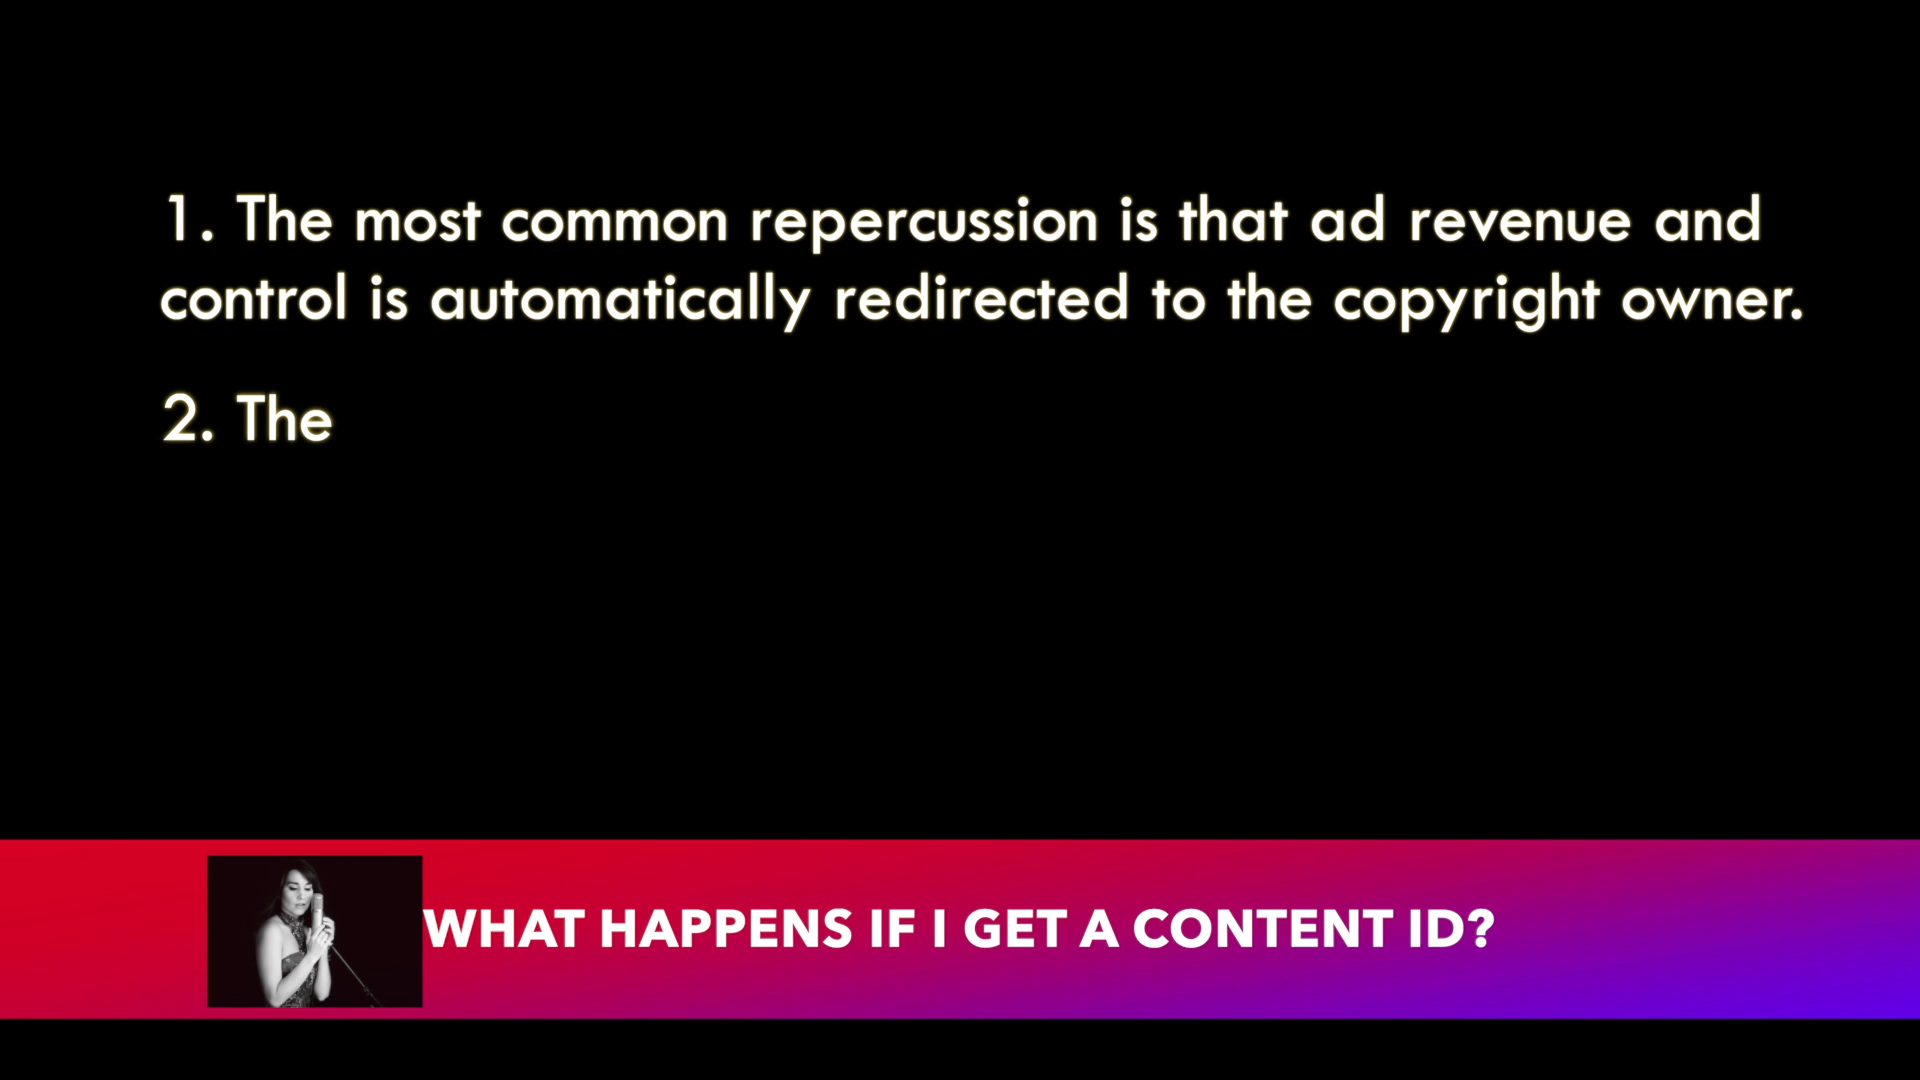 1. The most common repercussion is that ad revenue and
control is automatically redirected to the copyright owner.
2. The
WHAT HAPPENS IF I GET A CONTENT ID?